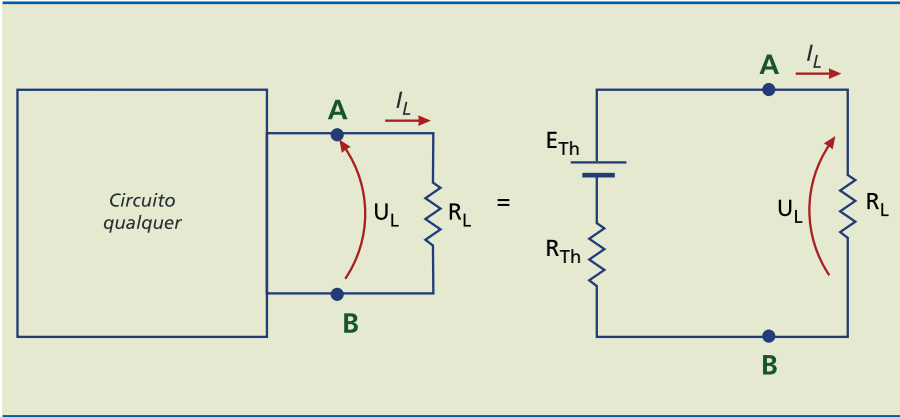 Circuito
qualquer
A
I_L
U_L
R_L
B
=
A
I_L
E_Th
R_Th
U_L
R_L
B